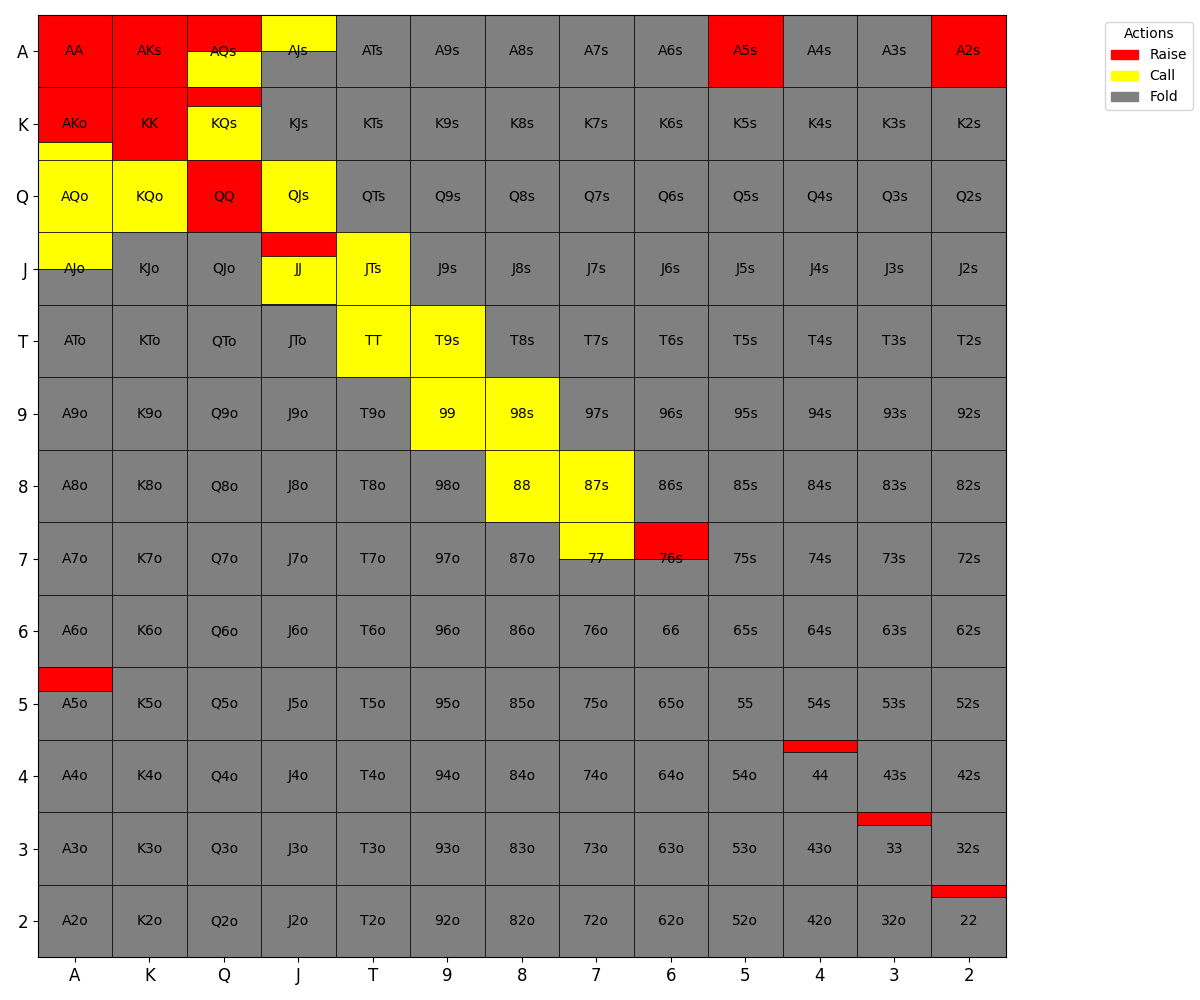 Actions
Raise
Call
Fold
A AA AKs AQs AJs ATs A9s A8s A7s A6s A5s A4s A3s A2s
K AKo KK KQs KJs KTs K9s K8s K7s K6s K5s K4s K3s K2s
Q AQo KQo QQ QJs QTs Q9s Q8s Q7s Q6s Q5s Q4s Q3s Q2s
J AJo KJo QJo JJ JTs J9s J8s J7s J6s J5s J4s J3s J2s
T ATo KTo QTo JTo TT T9s T8s T7s T6s T5s T4s T3s T2s
9 A9o K9o Q9o J9o T9o 99 98s 97s 96s 95s 94s 93s 92s
8 A8o K8o Q8o J8o T8o 98o 88 87s 86s 85s 84s 83s 82s
7 A7o K7o Q7o J7o T7o 97o 87o 77 76s 75s 74s 73s 72s
6 A6o K6o Q6o J6o T6o 96o 86o 76o 66 65s 64s 63s 62s
5 A5o K5o Q5o J5o T5o 95o 85o 75o 65o 55 54s 53s 52s
4 A4o K4o Q4o J4o T4o 94o 84o 74o 64o 54o 44 43s 42s
3 A3o K3o Q3o J3o T3o 93o 83o 73o 63o 53o 43o 33 32s
2 A2o K2o Q2o J2o T2o 92o 82o 72o 62o 52o 42o 32o 22
A K Q J T 9 8 7 6 5 4 3 2